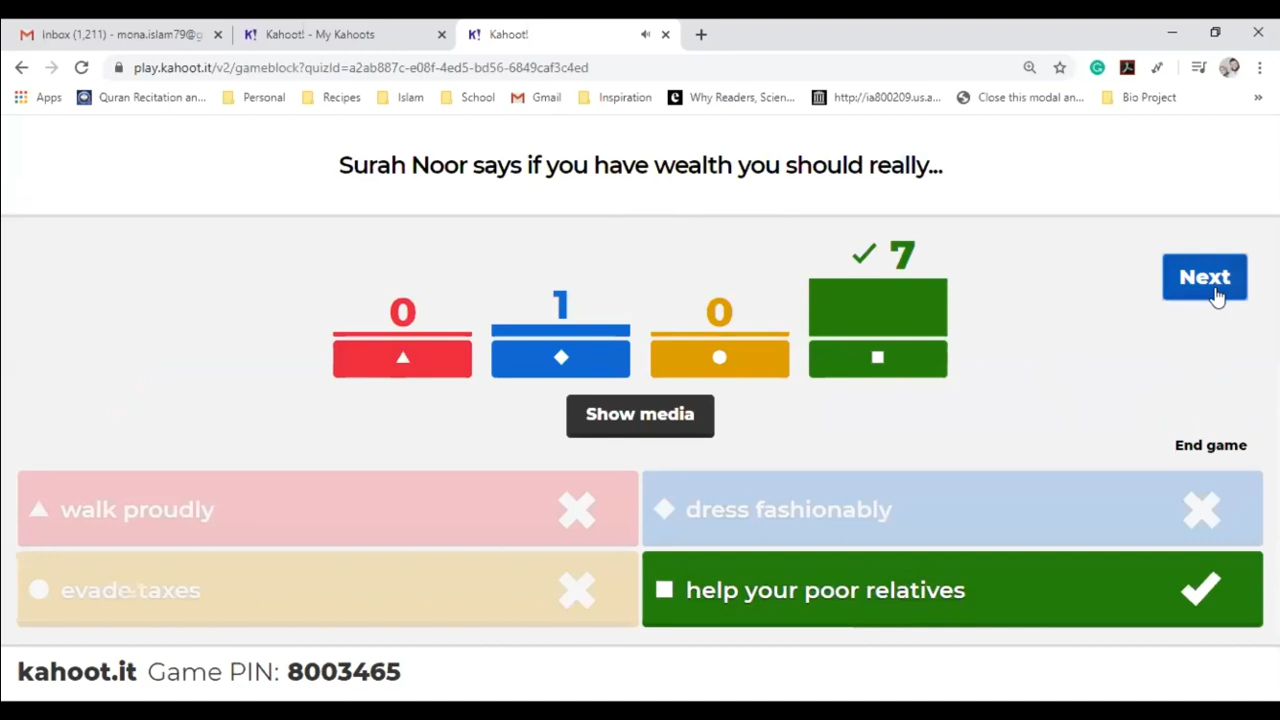 Inbox (1,211) - mona.islam79@g
K! Kahoot! - My Kahoots
K! Kahoot!
play.kahoot.it/v2/gameblock?quizId=a2ab887c-e08f-4ed5-bd56-6849caf3c4ed
Apps
Quran Recitation an...
Personal
Recipes
Islam
School
Gmail
Inspiration
Why Readers, Scien...
http://ia800209.us.a...
Close this modal an...
Bio Project
Surah Noor says if you have wealth you should really...
0
1
0
7
Next
Show media
End game
walk proudly
dress fashionably
evade taxes
help your poor relatives
kahoot.it Game PIN: 8003465